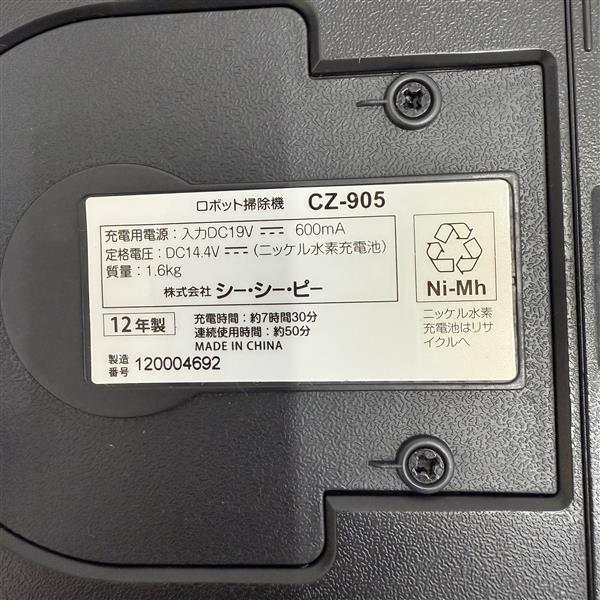 ロボット掃除機 CZ-905
充電用電源：入力DC19V ⎓ 600mA
定格電圧：DC14.4V ⎓ (ニッケル水素充電池)
質量：1.6kg
株式会社 シー・シー・ピー
12年製
充電時間：約7時間30分
連続使用時間：約50分
MADE IN CHINA
製造番号 120004692
Ni-Mh
ニッケル水素
充電池はリサ
イクルへ